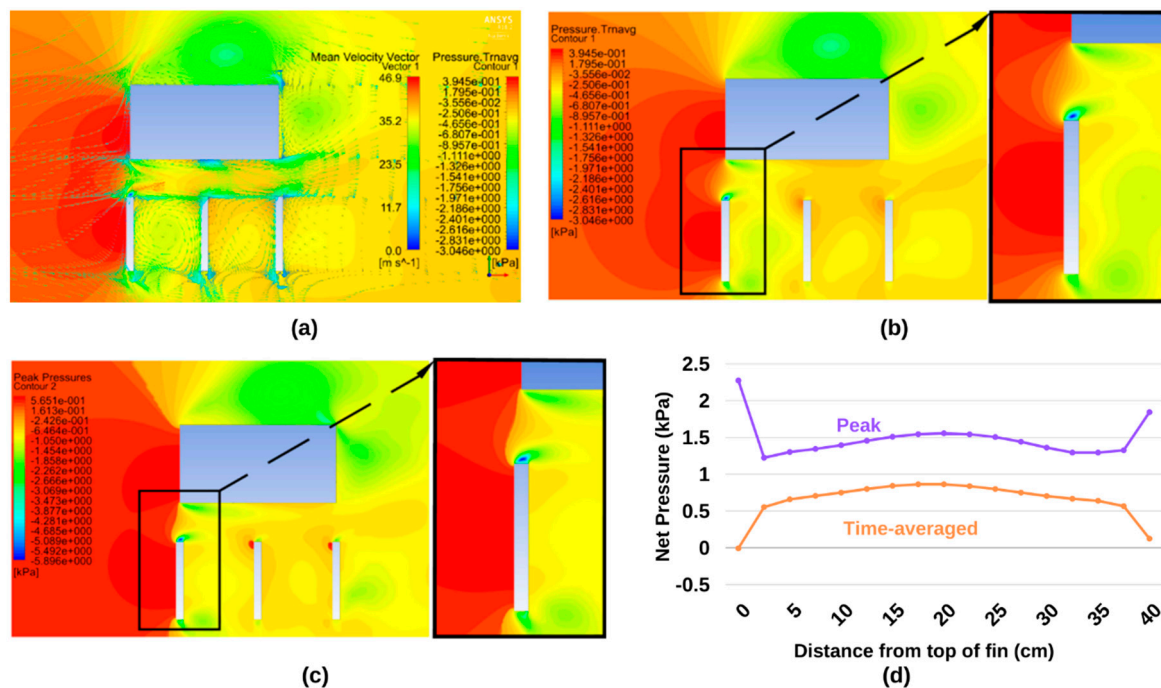 ANSYS
Mean Velocity Vector
Vector 1
46.9
35.2
23.5
11.7
0.0
[m s^-1]
Pressure.Trnavg
Contour 1
3.945e-001
1.795e-001
-3.556e-002
-2.506e-001
-4.656e-001
-6.807e-001
-8.957e-001
-1.111e+000
-1.326e+000
-1.541e+000
-1.756e+000
-1.971e+000
-2.186e+000
-2.401e+000
-2.616e+000
-2.831e+000
-3.046e+000
[kPa]
(a)
Pressure.Trnavg
Contour 1
3.945e-001
1.795e-001
-3.556e-002
-2.506e-001
-4.656e-001
-6.807e-001
-8.957e-001
-1.111e+000
-1.326e+000
-1.541e+000
-1.756e+000
-1.971e+000
-2.186e+000
-2.401e+000
-2.616e+000
-2.831e+000
-3.046e+000
[kPa]
(b)
Peak Pressures
Contour 2
5.651e-001
1.613e-001
-2.426e-001
-6.464e-001
-1.050e+000
-1.454e+000
-1.858e+000
-2.262e+000
-2.666e+000
-3.069e+000
-3.473e+000
-3.877e+000
-4.281e+000
-4.685e+000
-5.089e+000
-5.492e+000
-5.896e+000
[kPa]
(c)
Net Pressure (kPa)
2.5
2
1.5
1
0.5
0
-0.5
Peak
Time-averaged
0 5 10 15 20 25 30 35 40
Distance from top of fin (cm)
(d)